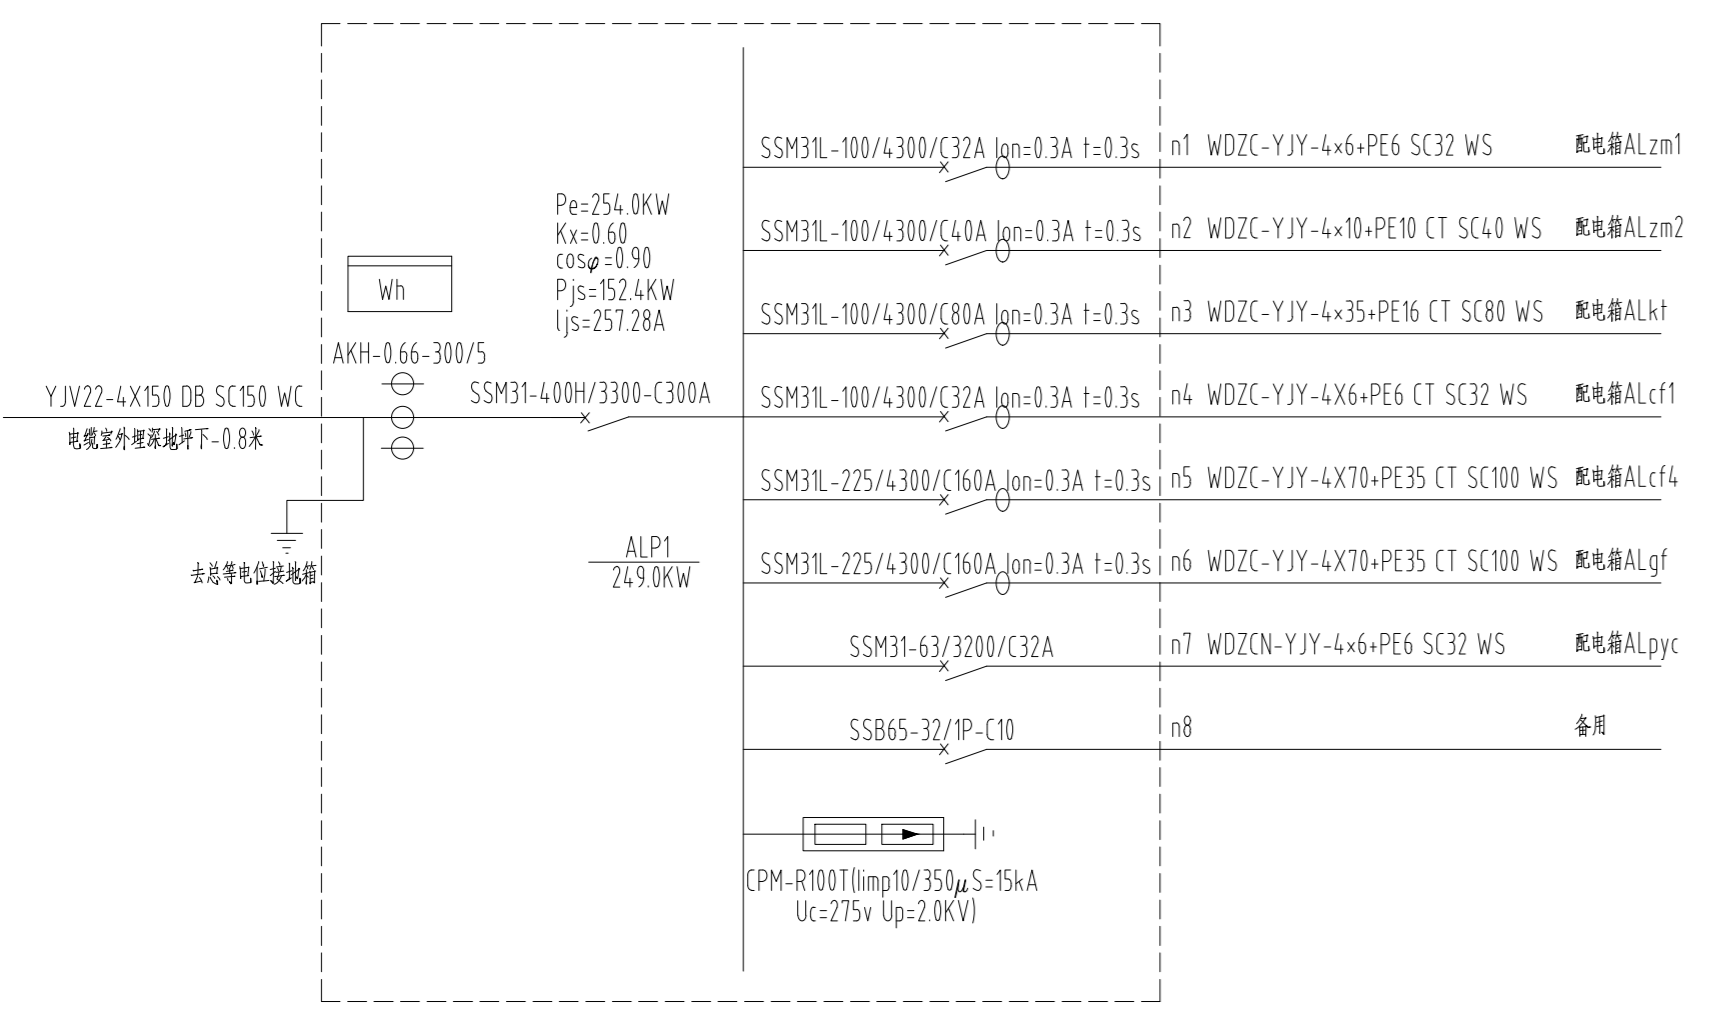 SSM31L-100/4300/C32A Ion=0.3A t=0.3s
n1 WDZC-YJY-4×6+PE6 SC32 WS
配电箱ALzm1
Pe=254.0KW
Kx=0.60
cosφ=0.90
Pjs=152.4KW
Ijs=257.28A
SSM31L-100/4300/C40A Ion=0.3A t=0.3s
n2 WDZC-YJY-4×10+PE10 CT SC40 WS
配电箱ALzm2
Wh
SSM31L-100/4300/C80A Ion=0.3A t=0.3s
n3 WDZC-YJY-4×35+PE16 CT SC80 WS
配电箱ALkt
AKH-0.66-300/5
YJV22-4X150 DB SC150 WC
电缆室外埋深地坪下-0.8米
SSM31-400H/3300-C300A
SSM31L-100/4300/C32A Ion=0.3A t=0.3s
n4 WDZC-YJY-4X6+PE6 CT SC32 WS
配电箱ALcf1
SSM31L-225/4300/C160A Ion=0.3A t=0.3s
n5 WDZC-YJY-4X70+PE35 CT SC100 WS
配电箱ALcf4
去总等电位接地箱
ALP1
249.0KW
SSM31L-225/4300/C160A Ion=0.3A t=0.3s
n6 WDZC-YJY-4X70+PE35 CT SC100 WS
配电箱ALgf
SSM31-63/3200/C32A
n7 WDZCN-YJY-4×6+PE6 SC32 WS
配电箱ALpyc
SSB65-32/1P-C10
n8
备用
CPM-R100T(Iimp10/350μS=15kA
Uc=275v Up=2.0KV)